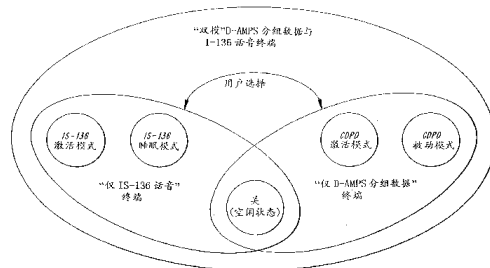 “双模”D-AMPS 分组数据与
I-136 话音终端
用户选择
IS-136
激活模式
IS-136
睡眠模式
CDPD
激活模式
CDPD
被动模式
“仅 IS-136 话音”
终端
关
(空闲状态)
“仅 D-AMPS 分组数据”
终端